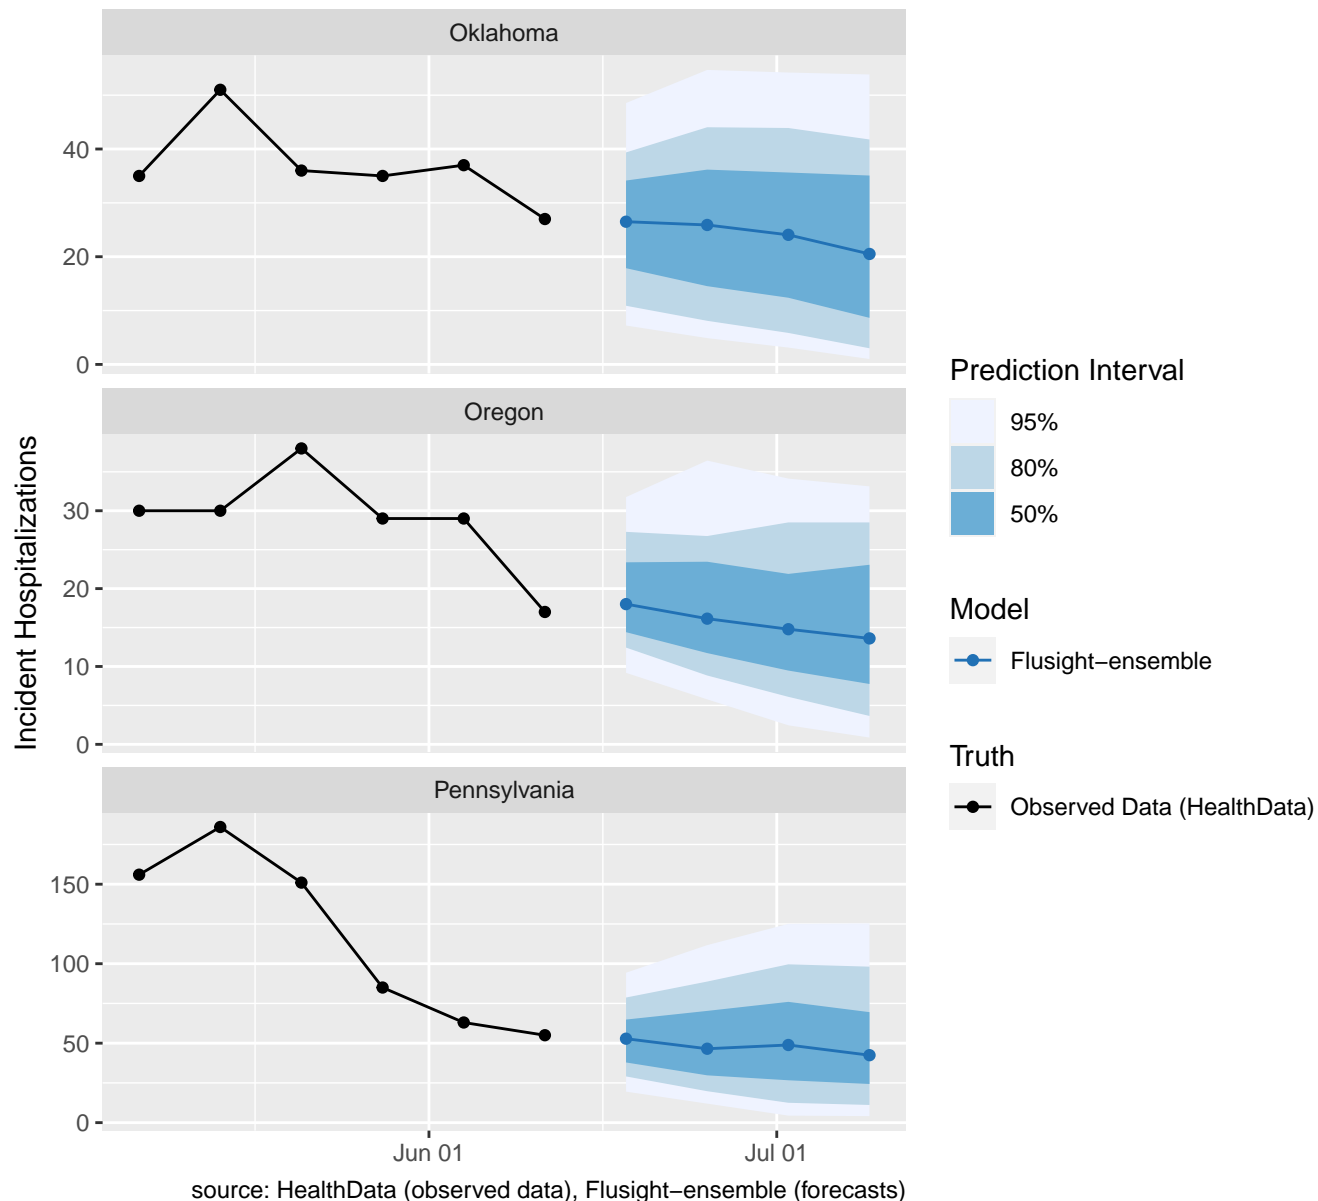 Oklahoma
40
20
0
Oregon
30
20
10
0
Pennsylvania
150
100
50
0
Jun 01
Jul 01
Incident Hospitalizations
source: HealthData (observed data), Flusight−ensemble (forecasts)
Prediction Interval
95%
80%
50%
Model
Flusight−ensemble
Truth
Observed Data (HealthData)